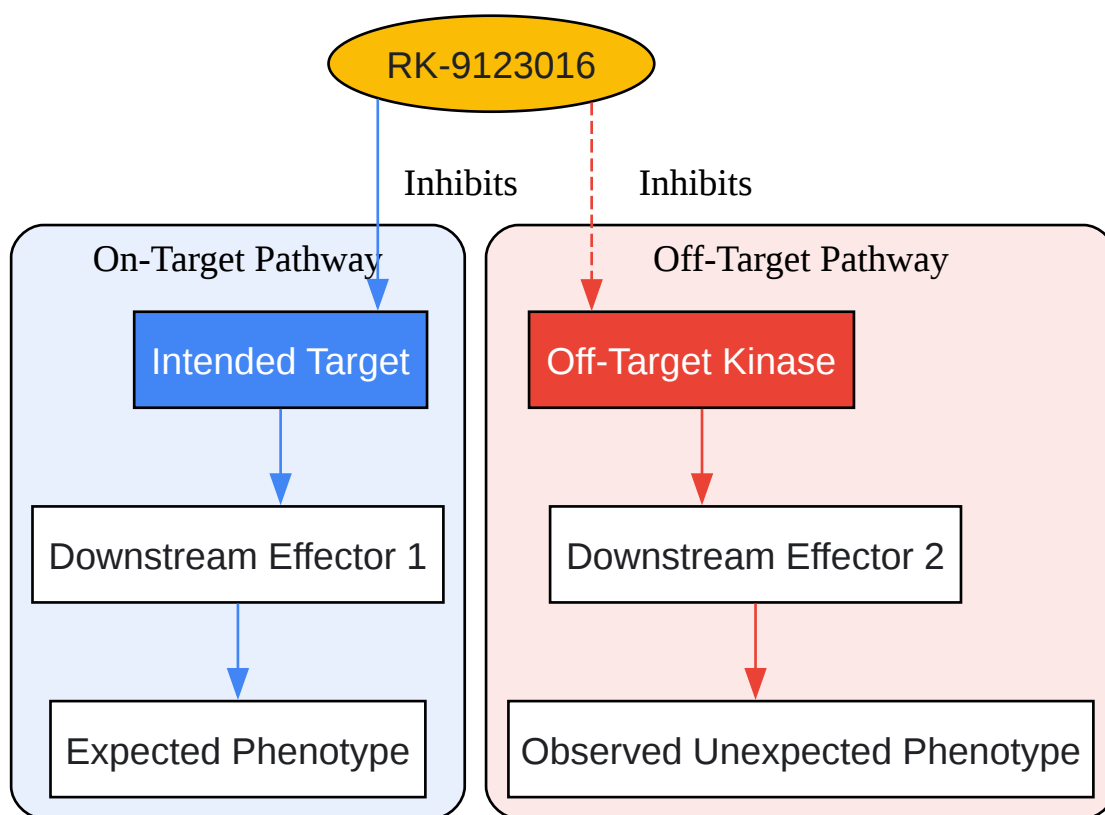 RK-9123016
Inhibits
Inhibits
On-Target Pathway
Off-Target Pathway
Intended Target
Off-Target Kinase
Downstream Effector 1
Downstream Effector 2
Expected Phenotype
Observed Unexpected Phenotype